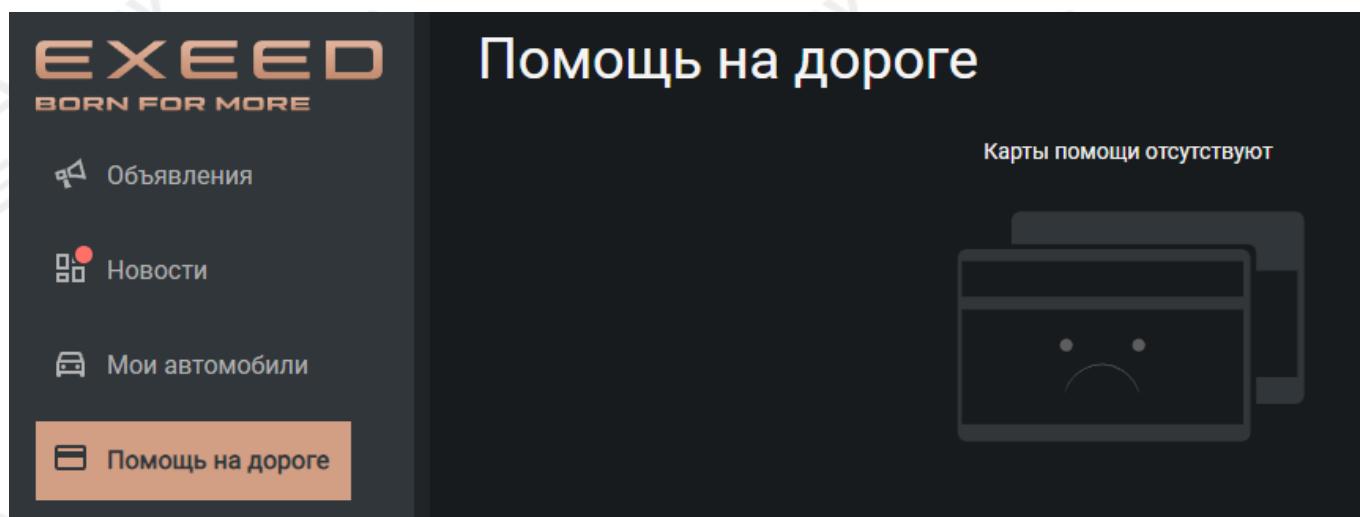 EXEED
BORN FOR MORE
Объявления
Новости
Мои автомобили
Помощь на дороге
Помощь на дороге
Карты помощи отсутствуют